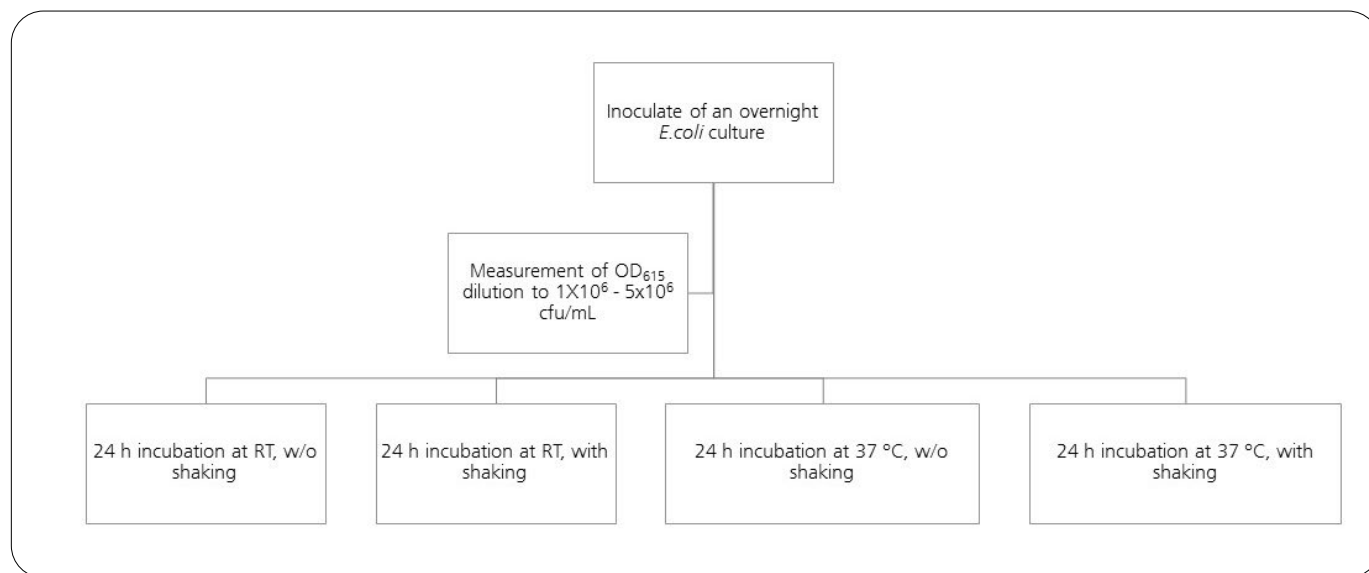 Inoculate of an overnight
E.coli culture
Measurement of OD₆₁₅
dilution to 1X10⁶ - 5x10⁶
cfu/mL
24 h incubation at RT, w/o
shaking
24 h incubation at RT, with
shaking
24 h incubation at 37 °C, w/o
shaking
24 h incubation at 37 °C, with
shaking